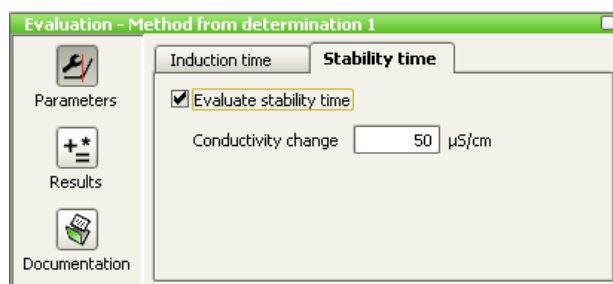 Evaluation - Method from determination 1
Induction time
Stability time
Parameters
Evaluate stability time
Conductivity change 50 µS/cm
Results
Documentation